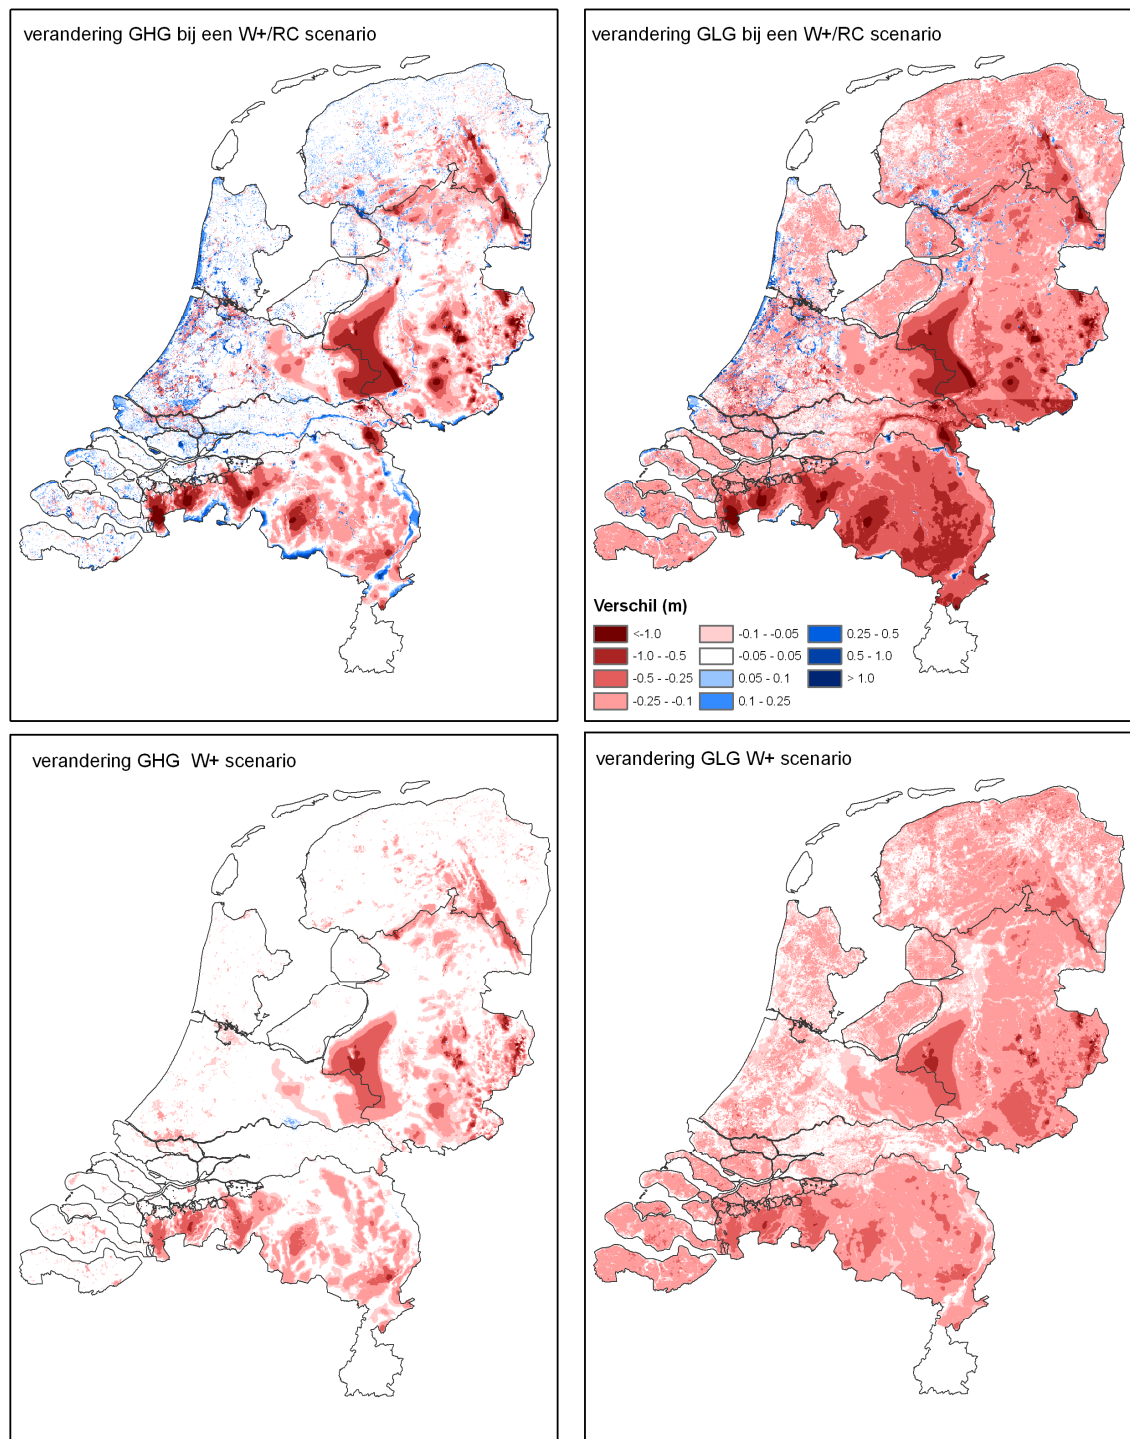 verandering GHG bij een W+/RC scenario
verandering GLG bij een W+/RC scenario
Verschil (m)
<-1.0
-1.0 - -0.5
-0.5 - -0.25
-0.25 - -0.1
-0.1 - -0.05
-0.05 - 0.05
0.05 - 0.1
0.1 - 0.25
0.25 - 0.5
0.5 - 1.0
> 1.0
verandering GHG W+ scenario
verandering GLG W+ scenario